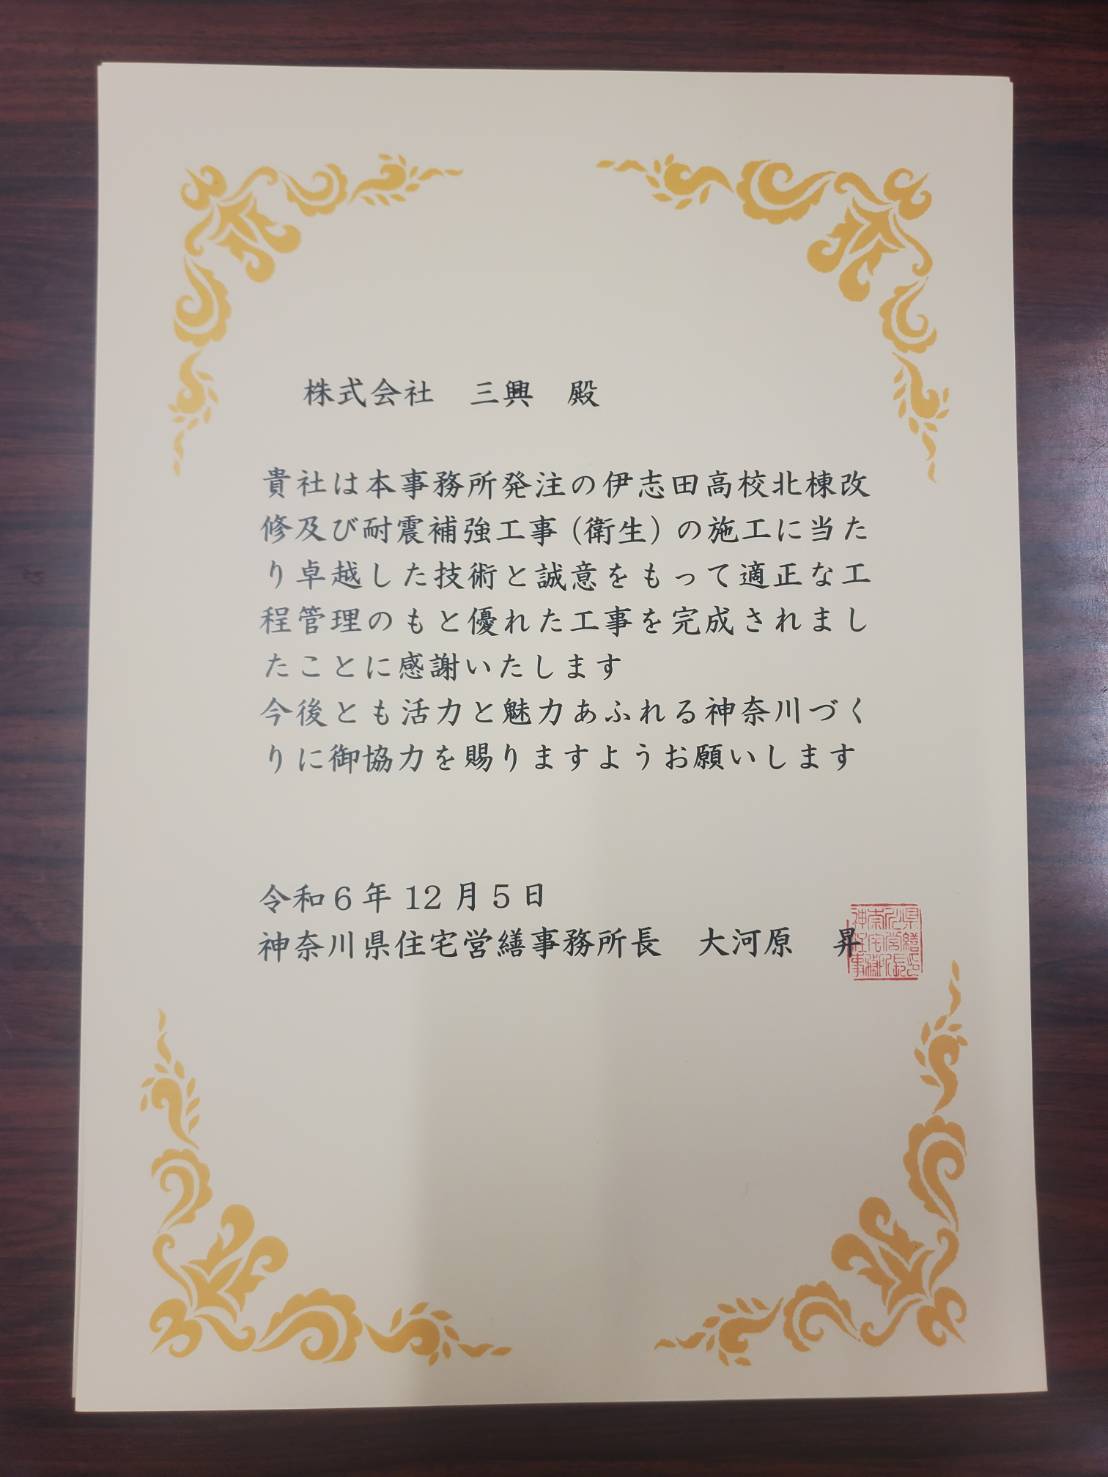 株式会社　三興　殿
貴社は本事務所発注の伊志田高校北棟改
修及び耐震補強工事(衛生)の施工に当た
り卓越した技術と誠意をもって適正な工
程管理のもと優れた工事を完成されまし
たことに感謝いたします
今後とも活力と魅力あふれる神奈川づく
りに御協力を賜りますようお願いします
令和6年12月5日
神奈川県住宅営繕事務所長　大河原　昇